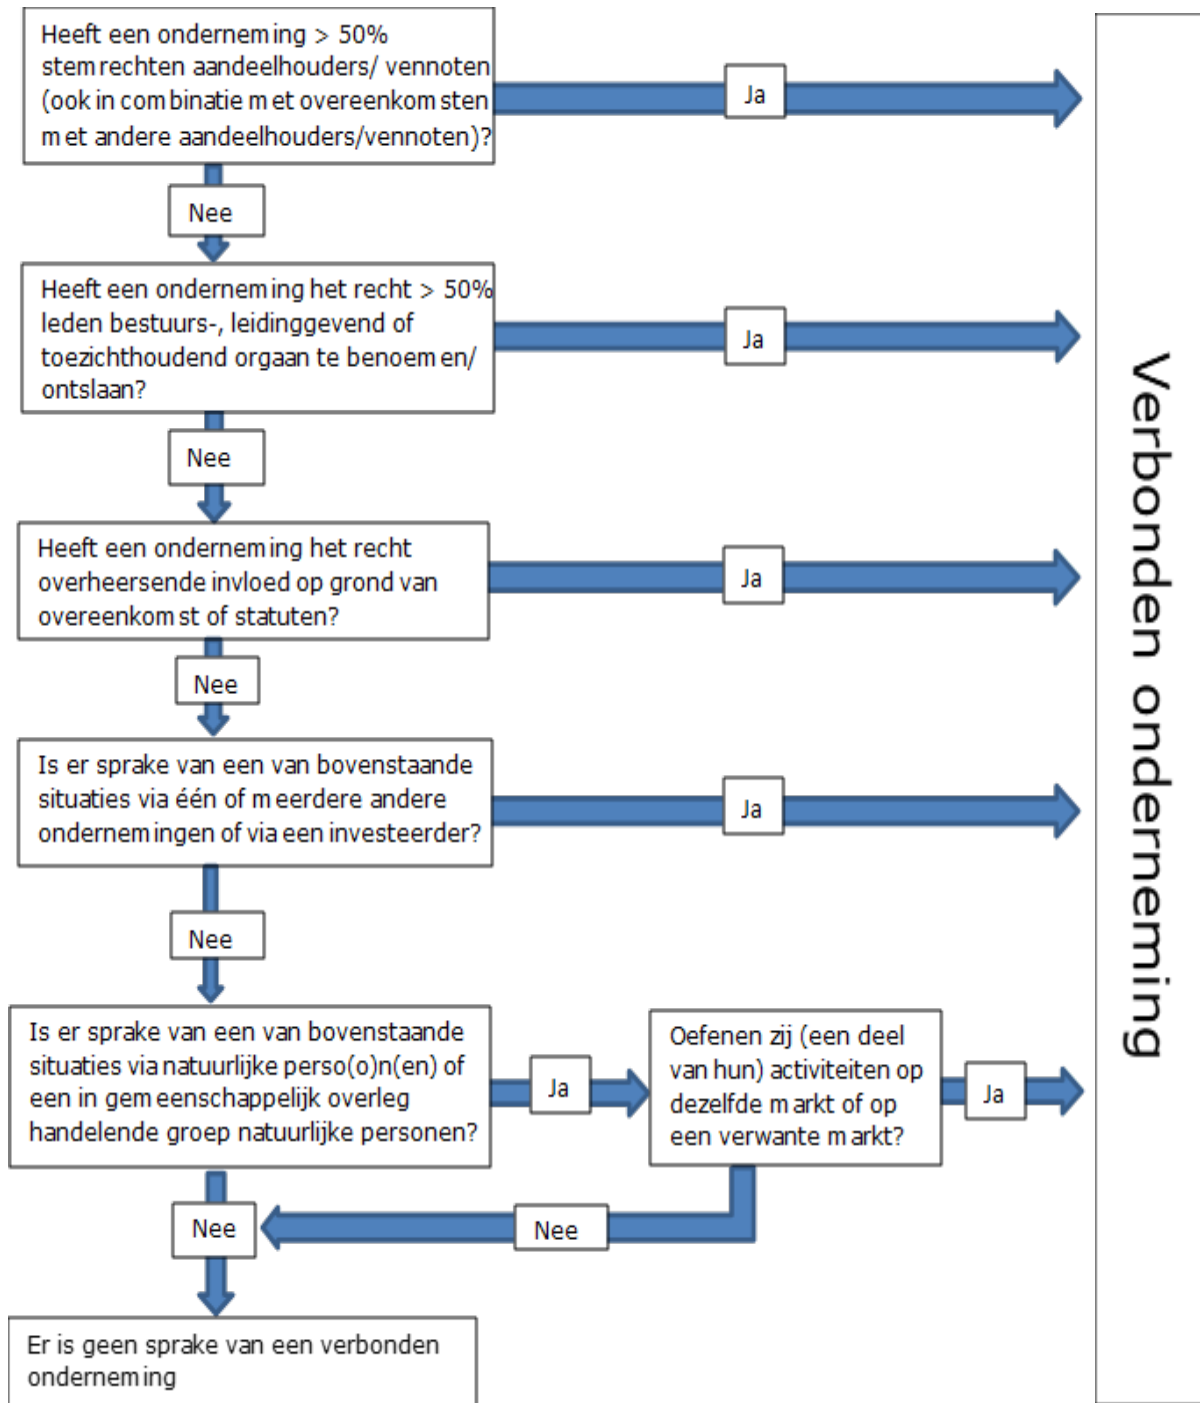 Heeft een onderneming > 50%
stemrechten aandeelhouders/ vennoten
(ook in combinatie met overeenkomsten
met andere aandeelhouders/vennoten)?
Ja
Nee
Heeft een onderneming het recht > 50%
leden bestuurs-, leidinggevend of
toezichthoudend orgaan te benoemen/
ontslaan?
Ja
Nee
Heeft een onderneming het recht
overheersende invloed op grond van
overeenkomst of statuten?
Ja
Nee
Is er sprake van een van bovenstaande
situaties via één of meerdere andere
ondernemingen of via een investeerder?
Ja
Nee
Is er sprake van een van bovenstaande
situaties via natuurlijke perso(o)n(en) of
een in gemeenschappelijk overleg
handelende groep natuurlijke personen?
Ja
Oefenen zij (een deel
van hun) activiteiten op
dezelfde markt of op
een verwante markt?
Ja
Nee
Nee
Er is geen sprake van een verbonden
onderneming
Verbonden onderneming